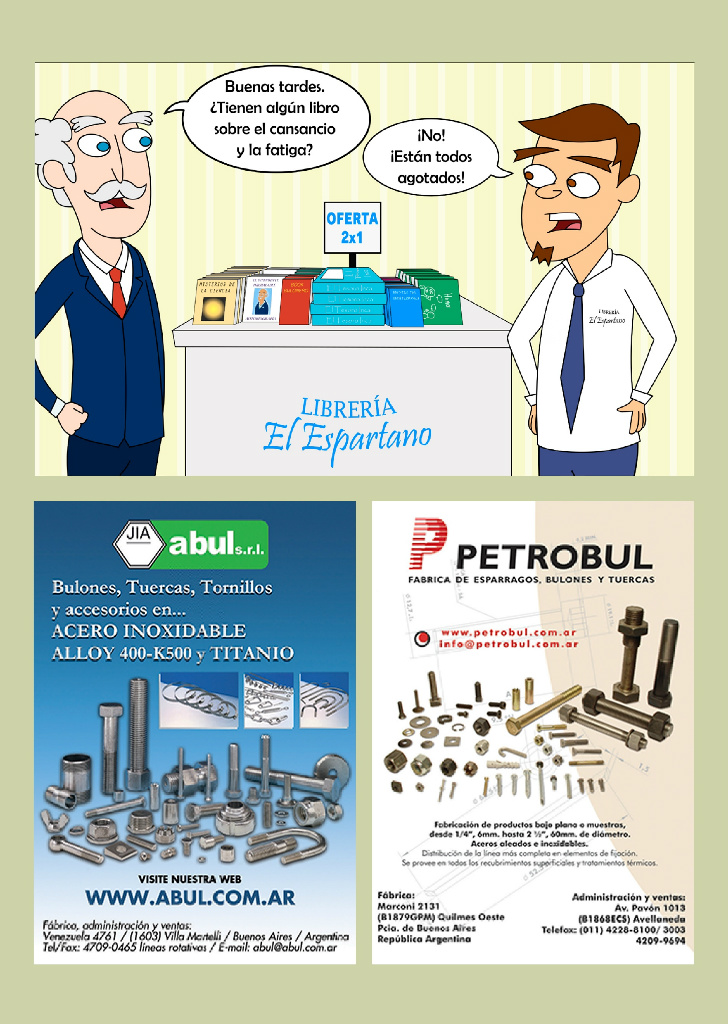 Buenas tardes.
¿Tienen algún libro
sobre el cansancio
y la fatiga?
¡No!
¡Están todos
agotados!
OFERTA
2x1
MISTERIOS DE
LA CIENCIA
LIBRERÍA
El Espartano
LIBRERÍA
El Espartano
JIA
abul s.r.l.
Bulones, Tuercas, Tornillos
y accesorios en...
ACERO INOXIDABLE
ALLOY 400-K500 y TITANIO
VISITE NUESTRA WEB
WWW.ABUL.COM.AR
Fábrica, administración y ventas:
Venezuela 4761 / (1603) Villa Martelli / Buenos Aires / Argentina
Tel/Fax: 4709-0465 líneas rotativas / E-mail: abul@abul.com.ar
PETROBUL
FABRICA DE ESPARRAGOS, BULONES Y TUERCAS
www.petrobul.com.ar
info@petrobul.com.ar
Fabricación de productos bajo plano o muestras,
desde 1/4", 6mm. hasta 2 ½", 60mm. de diámetro.
Aceros aleados e inoxidables.
Distribución de la línea más completa en elementos de fijación.
Se provee en todos los recubrimientos superficiales y tratamientos térmicos.
Fábrica:
Marconi 2131
(B1879GPM) Quilmes Oeste
Pcia. de Buenos Aires
República Argentina
Administración y ventas:
Av. Pavón 1013
(B1868ECS) Avellaneda
Telefax: (011) 4228-8100/ 3003
4209-9694